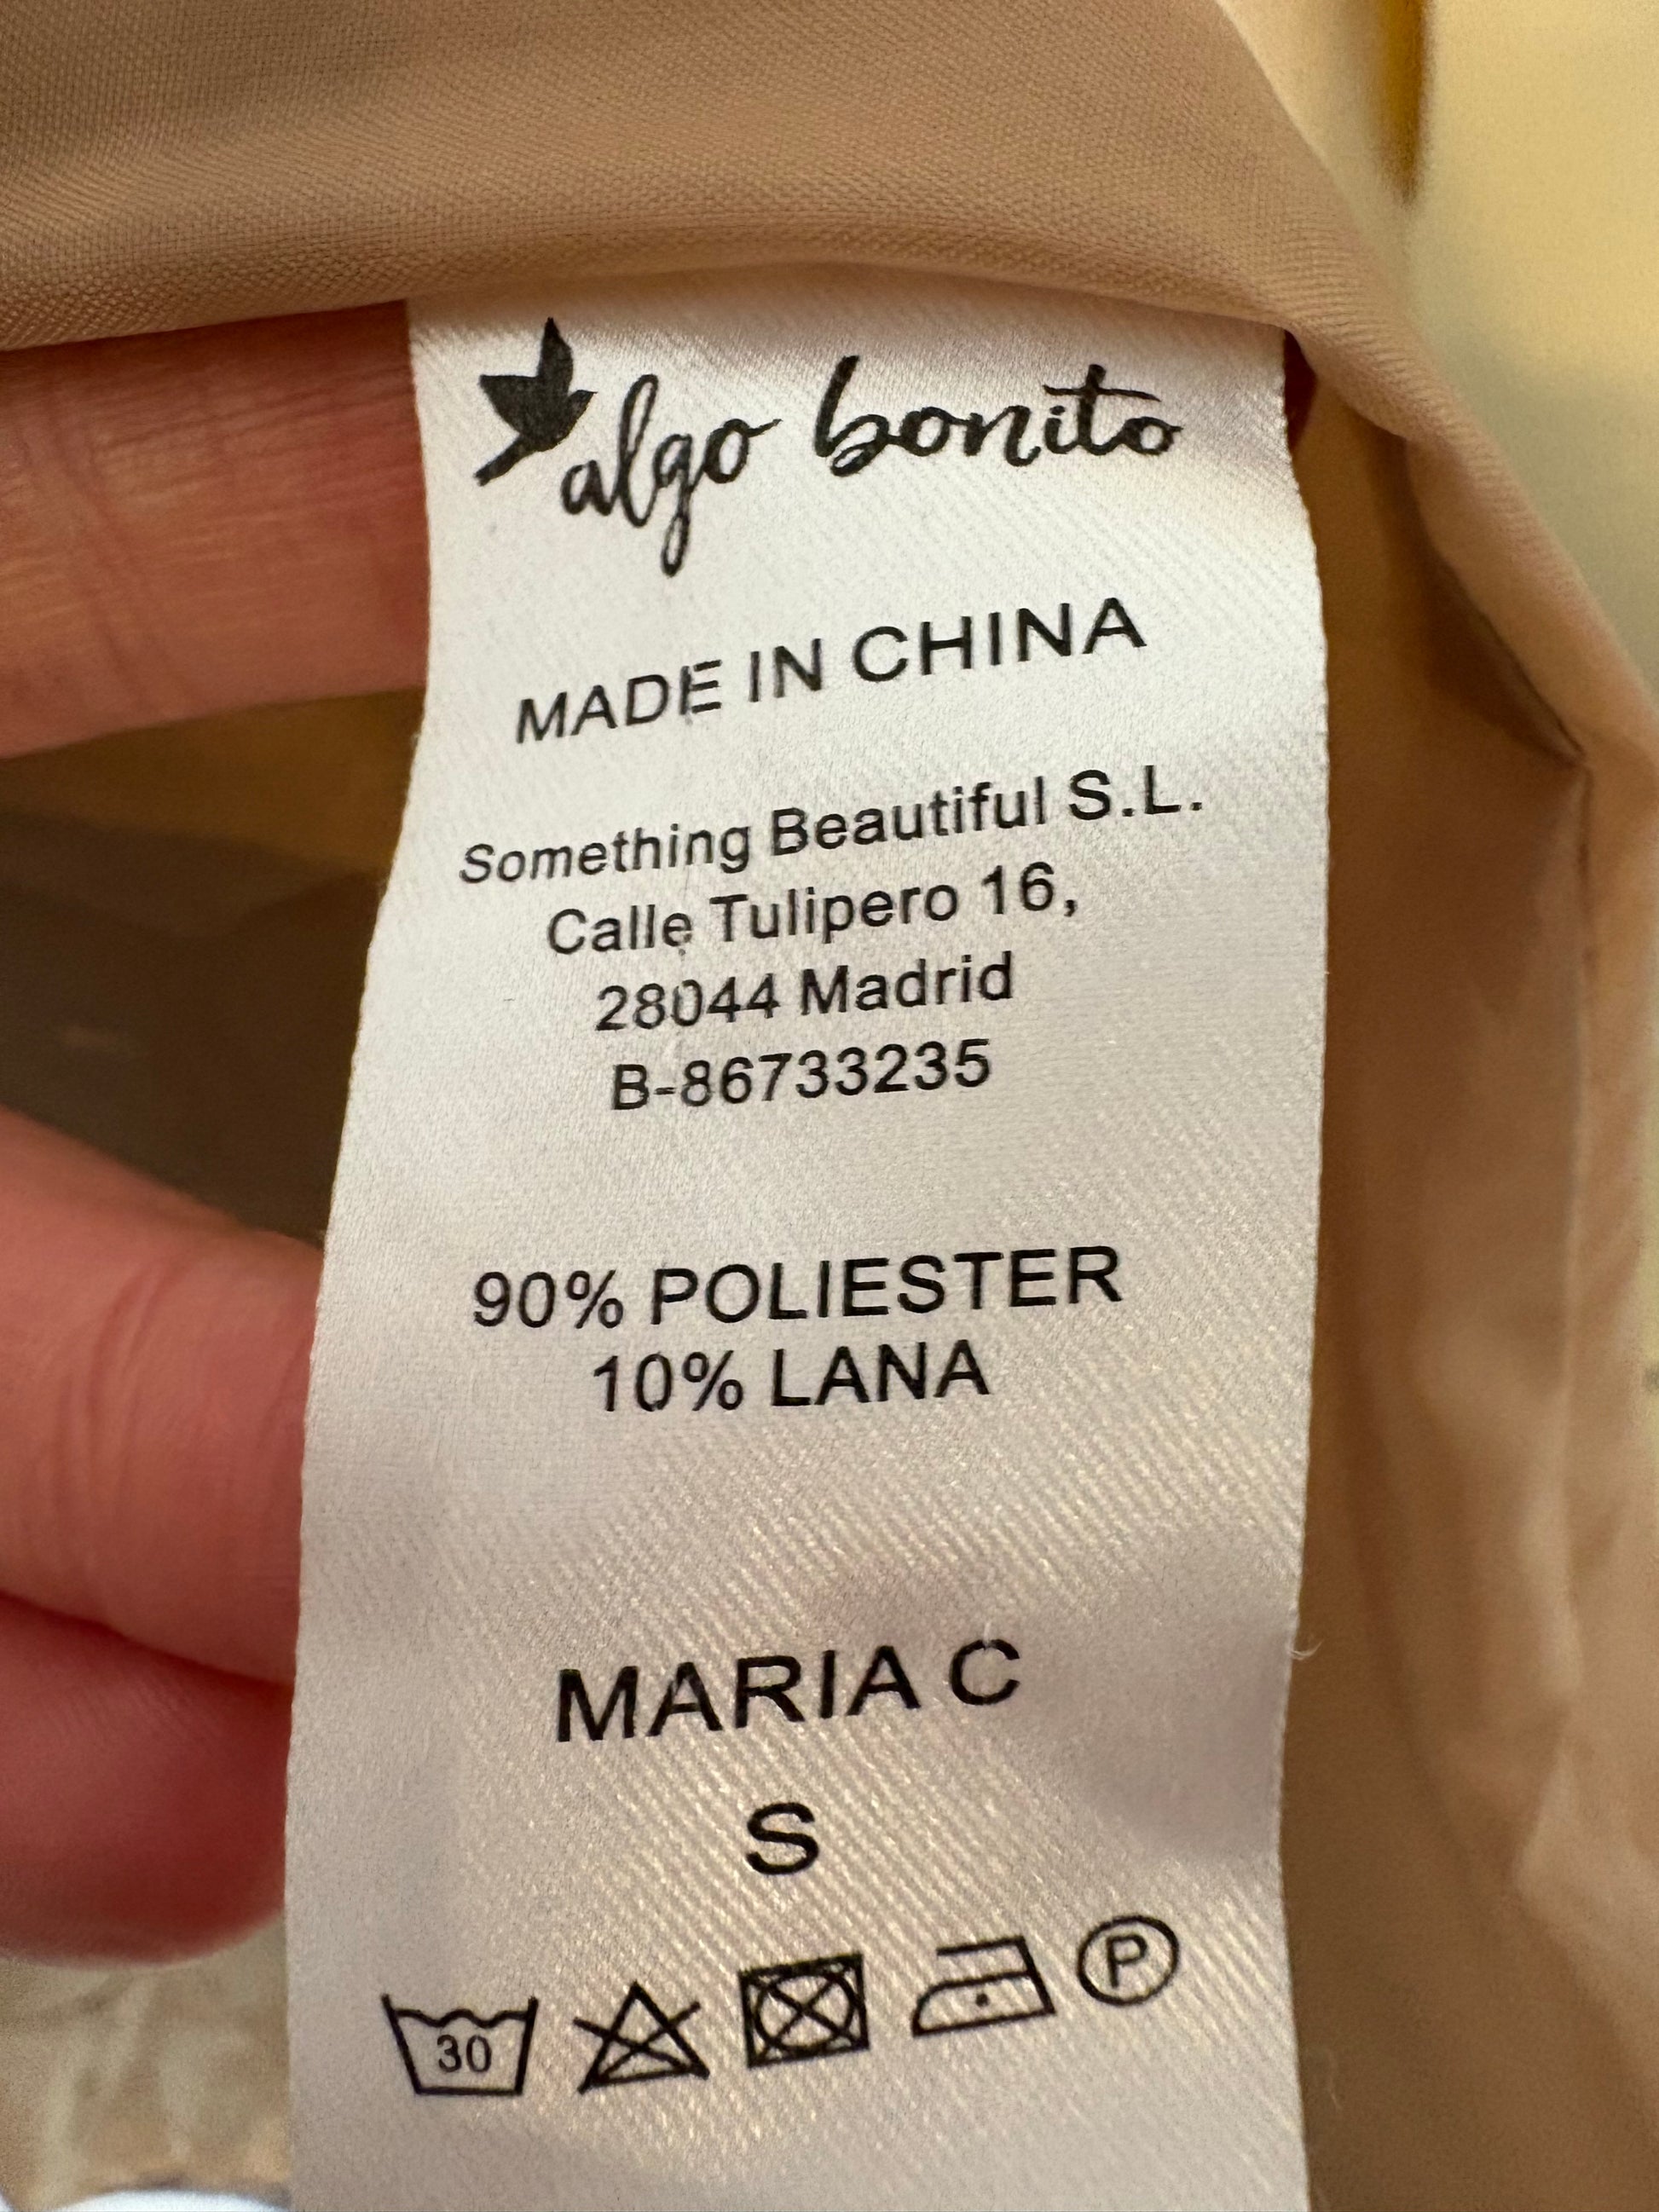 algo bonito
MADE IN CHINA
Something Beautiful S.L.
Calle Tulipero 16,
28044 Madrid
B-86733235
90% POLIESTER
10% LANA
MARIA C
S
30 P